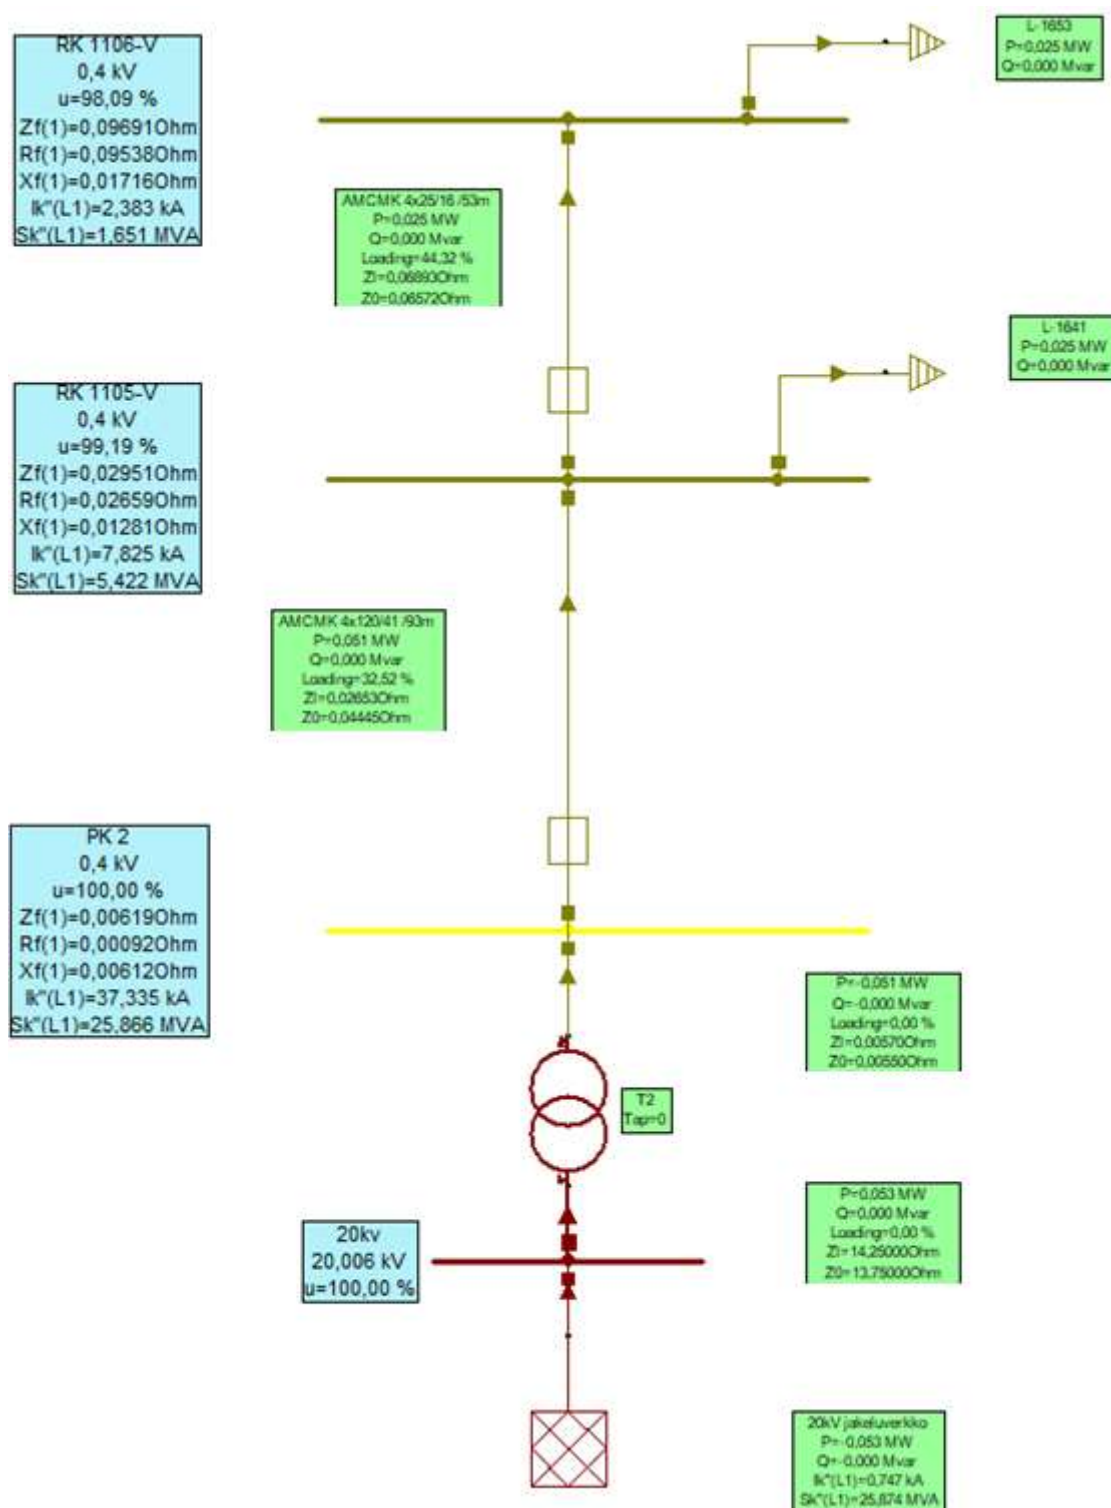 L-1653
P=0,025 MW
Q=0,000 Mvar
RK 1106-V
0,4 kV
u=98,09 %
Zf(1)=0,09691Ohm
Rf(1)=0,09538Ohm
Xf(1)=0,01716Ohm
Ik"(L1)=2,383 kA
Sk"(L1)=1,651 MVA
AMCMK 4x25/16 /53m
P=0,025 MW
Q=0,000 Mvar
Loading=44,32 %
Zl=0,06893Ohm
Z0=0,06572Ohm
L-1641
P=0,025 MW
Q=0,000 Mvar
RK 1105-V
0,4 kV
u=99,19 %
Zf(1)=0,02951Ohm
Rf(1)=0,02659Ohm
Xf(1)=0,01281Ohm
Ik"(L1)=7,825 kA
Sk"(L1)=5,422 MVA
AMCMK 4x120/41 /93m
P=0,051 MW
Q=0,000 Mvar
Loading=32,52 %
Zl=0,02653Ohm
Z0=0,04445Ohm
PK 2
0,4 kV
u=100,00 %
Zf(1)=0,00619Ohm
Rf(1)=0,00092Ohm
Xf(1)=0,00612Ohm
Ik"(L1)=37,335 kA
Sk"(L1)=25,866 MVA
P=-0,051 MW
Q=-0,000 Mvar
Loading=0,00 %
Zl=0,00570Ohm
Z0=0,00550Ohm
T2
Tap=0
P=0,053 MW
Q=0,000 Mvar
Loading=0,00 %
Zl=14,25000Ohm
Z0=13,75000Ohm
20kv
20,006 kV
u=100,00 %
20kV jakeluverkko
P=-0,053 MW
Q=-0,000 Mvar
Ik"(L1)=0,747 kA
Sk"(L1)=25,874 MVA